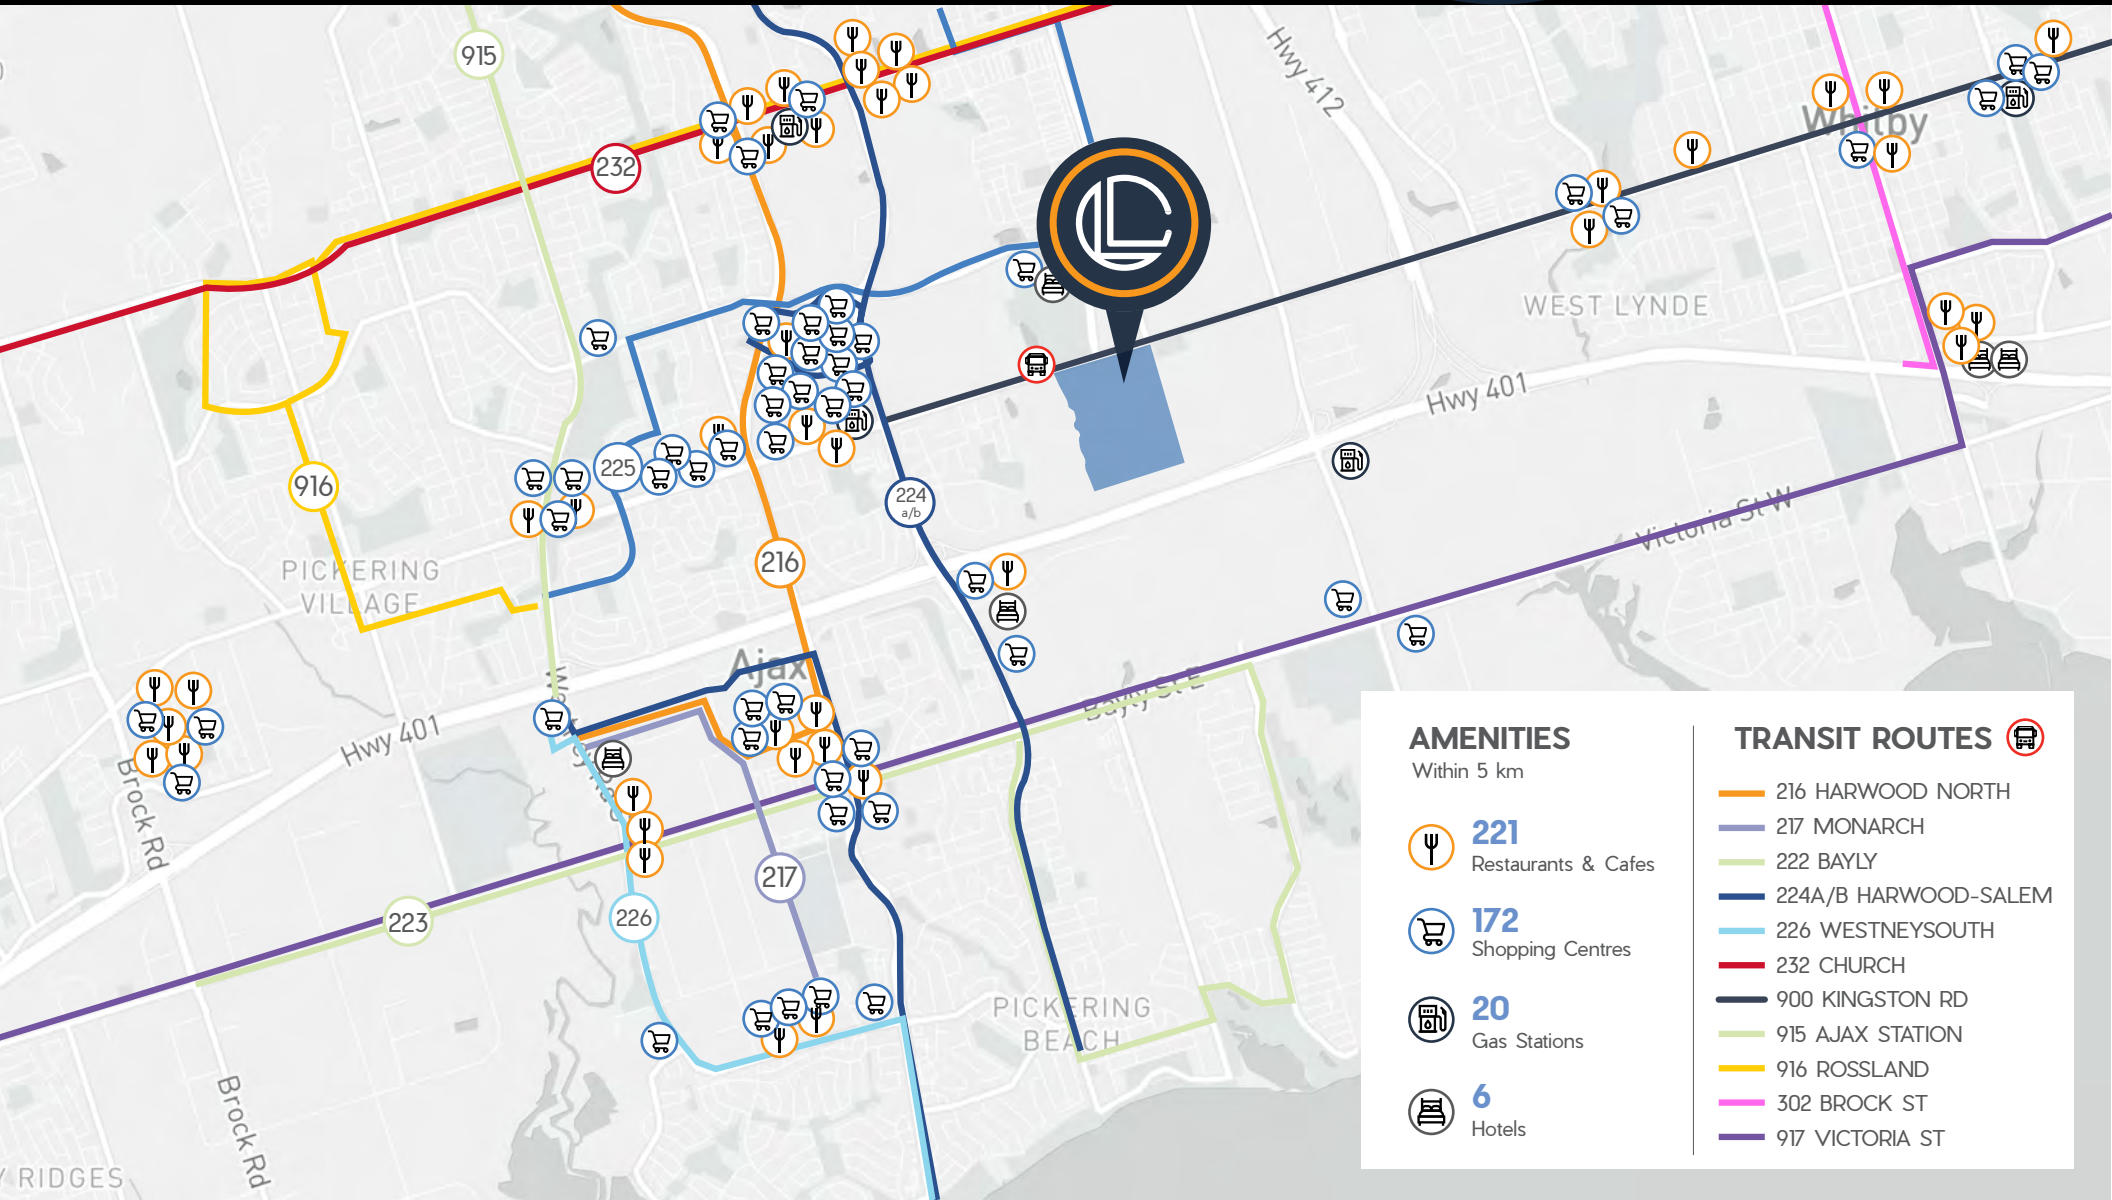 915
Hwy 412
Whitby
232
WEST LYNDE
Hwy 401
225
916
224
a/b
216
Victoria St W
PICKERING
VILLAGE
Ajax
Bayly St E
Hwy 401
Brock Rd
217
226
223
PICKERING
BEACH
Brock Rd
RIDGES
AMENITIES
Within 5 km
221
Restaurants & Cafes
172
Shopping Centres
20
Gas Stations
6
Hotels
TRANSIT ROUTES
216 HARWOOD NORTH
217 MONARCH
222 BAYLY
224A/B HARWOOD-SALEM
226 WESTNEYSOUTH
232 CHURCH
900 KINGSTON RD
915 AJAX STATION
916 ROSSLAND
302 BROCK ST
917 VICTORIA ST